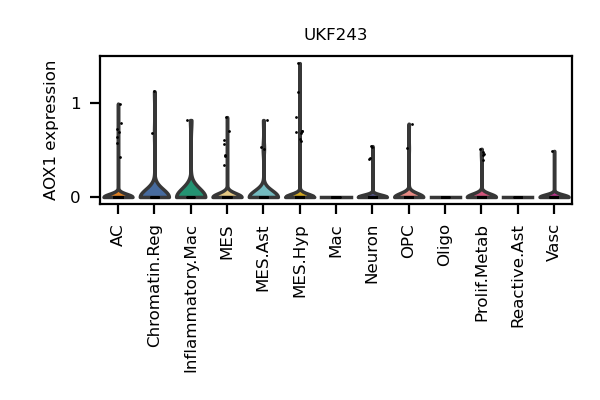 UKF243
AOX1 expression
1
0
AC
Chromatin.Reg
Inflammatory.Mac
MES
MES.Ast
MES.Hyp
Mac
Neuron
OPC
Oligo
Prolif.Metab
Reactive.Ast
Vasc